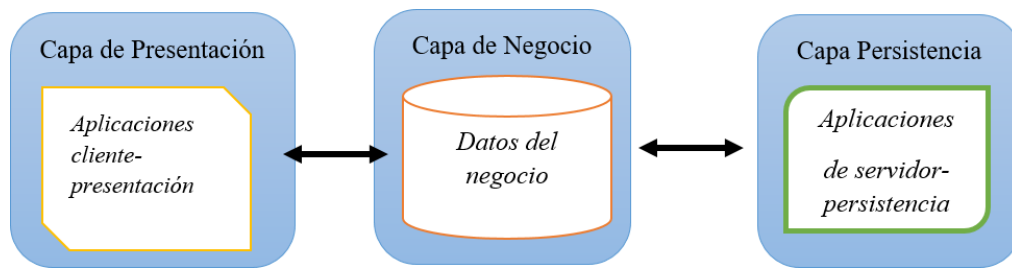 Capa de Presentación
Aplicaciones
cliente-
presentación
Capa de Negocio
Datos del
negocio
Capa Persistencia
Aplicaciones
de servidor-
persistencia